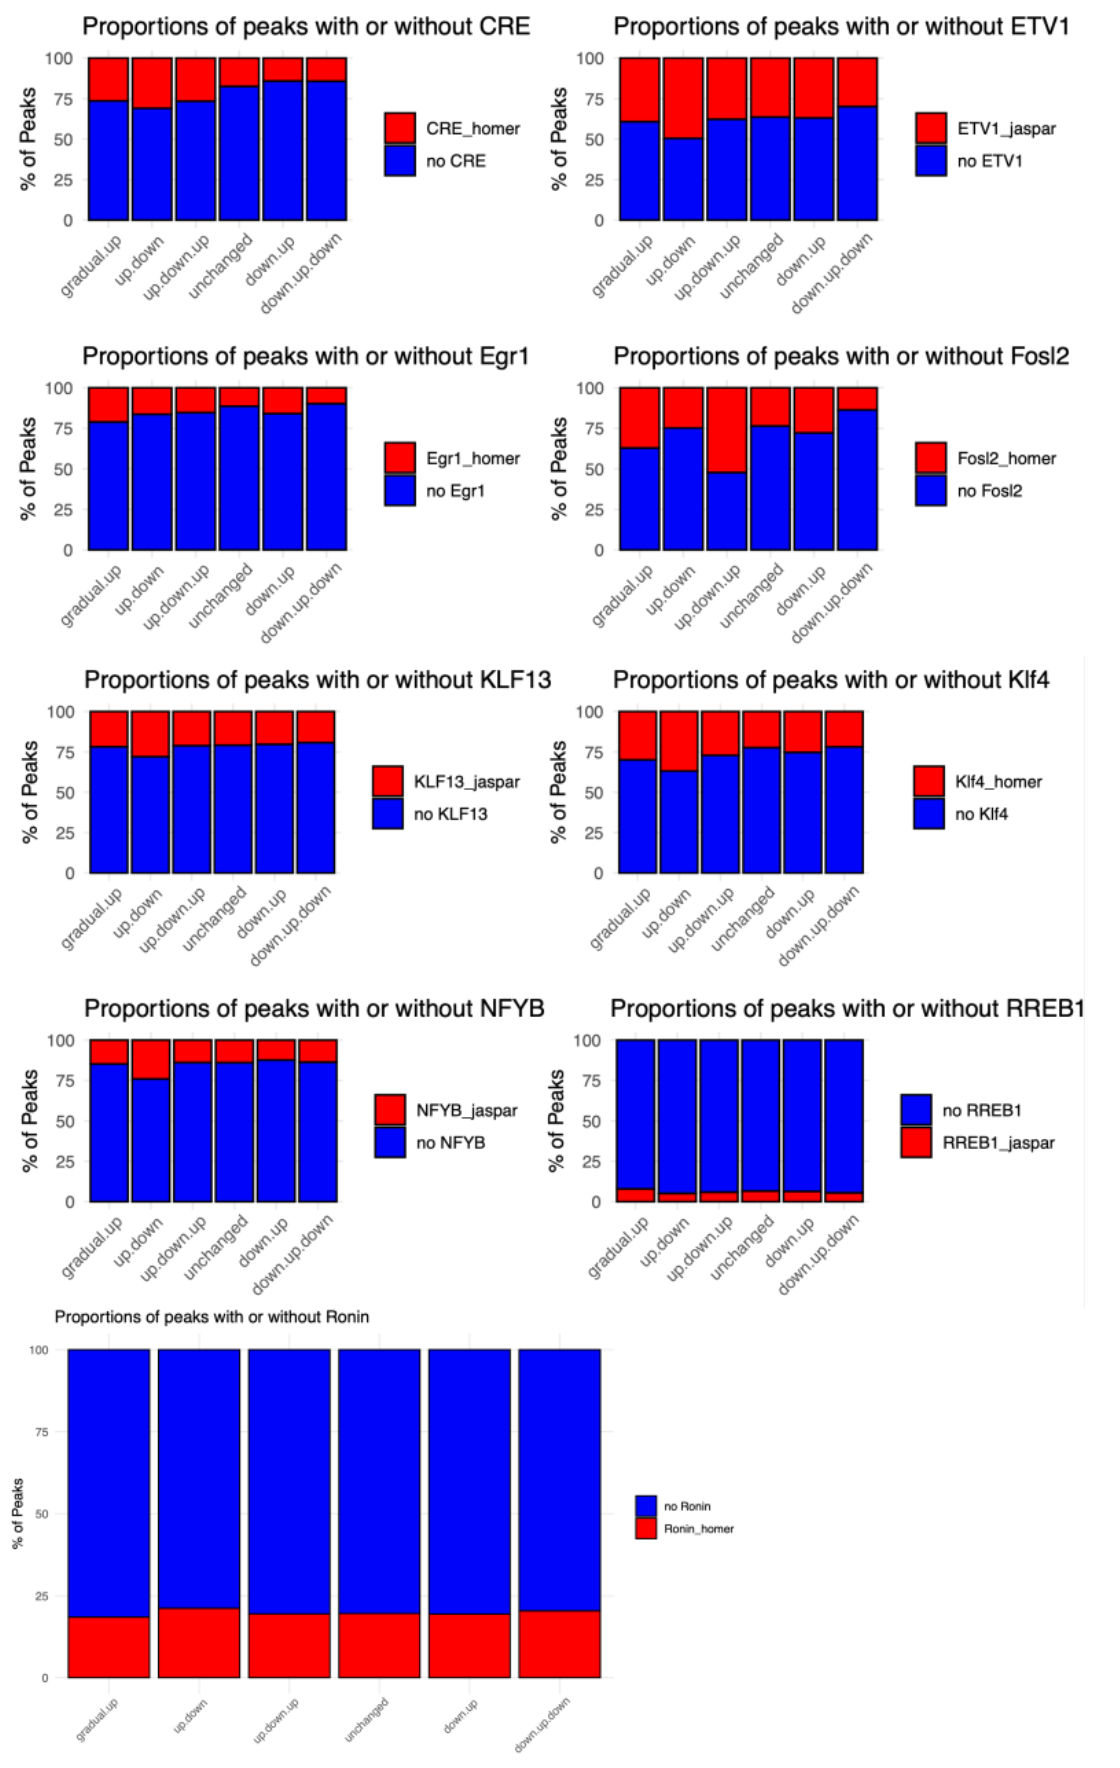 Proportions of peaks with or without CRE
% of Peaks
100
75
50
25
0
gradual.up
up.down
up.down.up
unchanged
down.up
down.up.down
CRE_homer
no CRE
Proportions of peaks with or without ETV1
% of Peaks
100
75
50
25
0
gradual.up
up.down
up.down.up
unchanged
down.up
down.up.down
ETV1_jaspar
no ETV1
Proportions of peaks with or without Egr1
% of Peaks
100
75
50
25
0
gradual.up
up.down
up.down.up
unchanged
down.up
down.up.down
Egr1_homer
no Egr1
Proportions of peaks with or without Fosl2
% of Peaks
100
75
50
25
0
gradual.up
up.down
up.down.up
unchanged
down.up
down.up.down
Fosl2_homer
no Fosl2
Proportions of peaks with or without KLF13
% of Peaks
100
75
50
25
0
gradual.up
up.down
up.down.up
unchanged
down.up
down.up.down
KLF13_jaspar
no KLF13
Proportions of peaks with or without Klf4
% of Peaks
100
75
50
25
0
gradual.up
up.down
up.down.up
unchanged
down.up
down.up.down
Klf4_homer
no Klf4
Proportions of peaks with or without NFYB
% of Peaks
100
75
50
25
0
gradual.up
up.down
up.down.up
unchanged
down.up
down.up.down
NFYB_jaspar
no NFYB
Proportions of peaks with or without RREB1
% of Peaks
100
75
50
25
0
gradual.up
up.down
up.down.up
unchanged
down.up
down.up.down
no RREB1
RREB1_jaspar
Proportions of peaks with or without Ronin
% of Peaks
100
75
50
25
0
gradual.up
up.down
up.down.up
unchanged
down.up
down.up.down
no Ronin
Ronin_homer